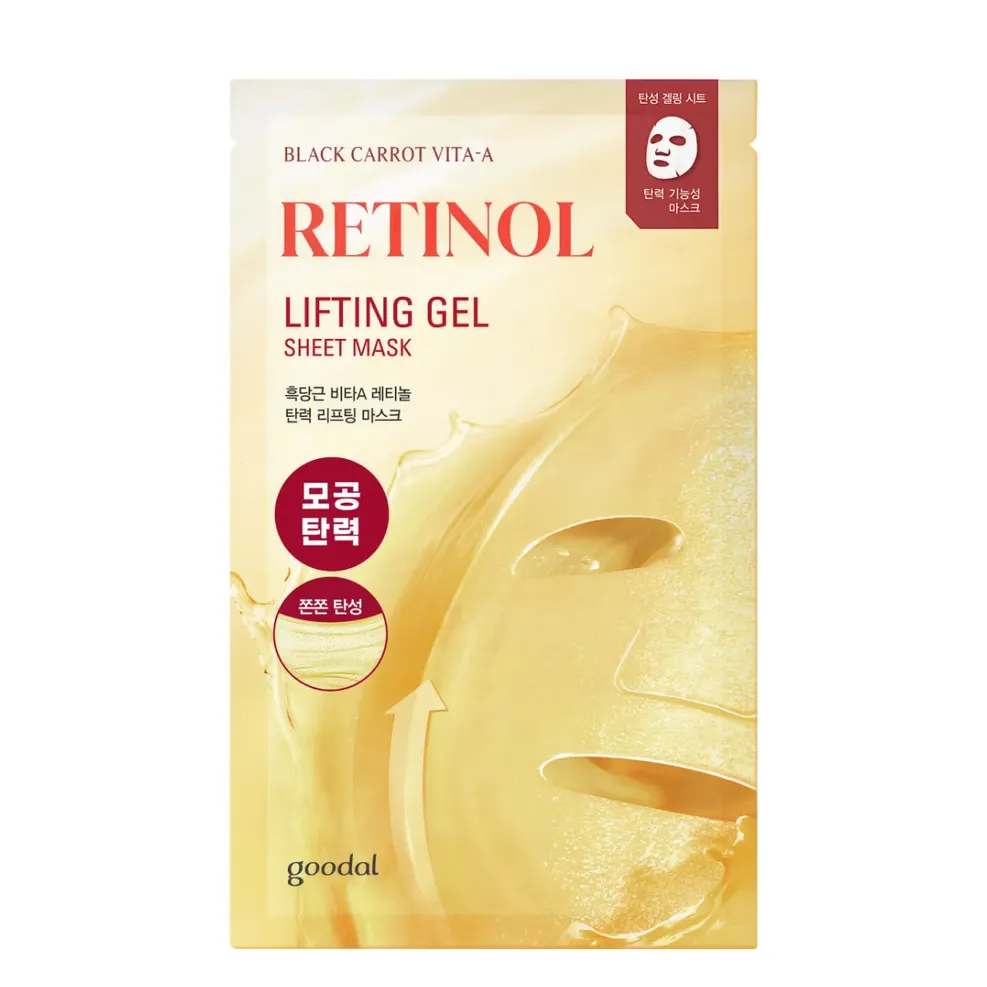 탄성 겔링 시트
탄력 기능성
마스크
BLACK CARROT VITA-A
RETINOL
LIFTING GEL
SHEET MASK
흑당근 비타A 레티놀
탄력 리프팅 마스크
모공
탄력
쫀쫀 탄성
goodal